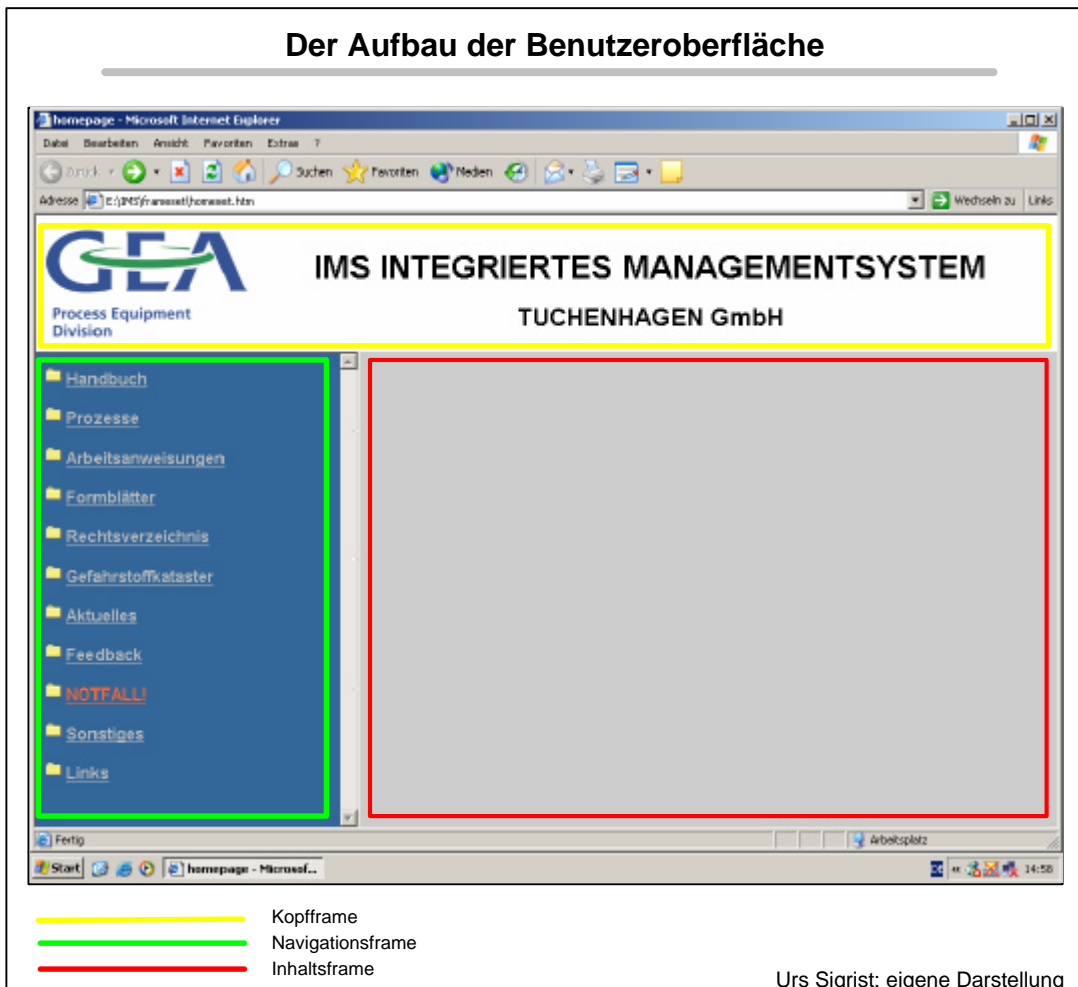 Der Aufbau der Benutzeroberfläche
homepage - Microsoft Internet Explorer
Datei Bearbeiten Ansicht Favoriten Extras ?
Zurück Suchen Favoriten Medien
Adresse E:\IMS\frameset\homeset.htm Wechseln zu Links
GEA
IMS INTEGRIERTES MANAGEMENTSYSTEM
Process Equipment
Division
TUCHENHAGEN GmbH
Handbuch
Prozesse
Arbeitsanweisungen
Formblätter
Rechtsverzeichnis
Gefahrstoffkataster
Aktuelles
Feedback
NOTFALL!
Sonstiges
Links
Fertig Arbeitsplatz
Start homepage - Microsof... 14:58
Kopfframe
Navigationsframe
Inhaltsframe
Urs Sigrist: eigene Darstellung